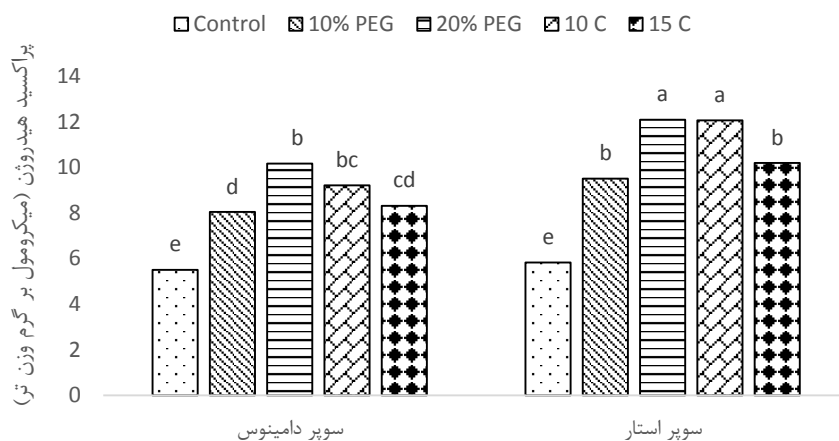 Control 10% PEG 20% PEG 10 C 15 C
پراکسید هیدروژن (میکرومول بر گرم وزن تر)
14
12
10
8
6
4
2
0
e d b bc cd
e b a a b
سوپر دامینوس سوپر استار